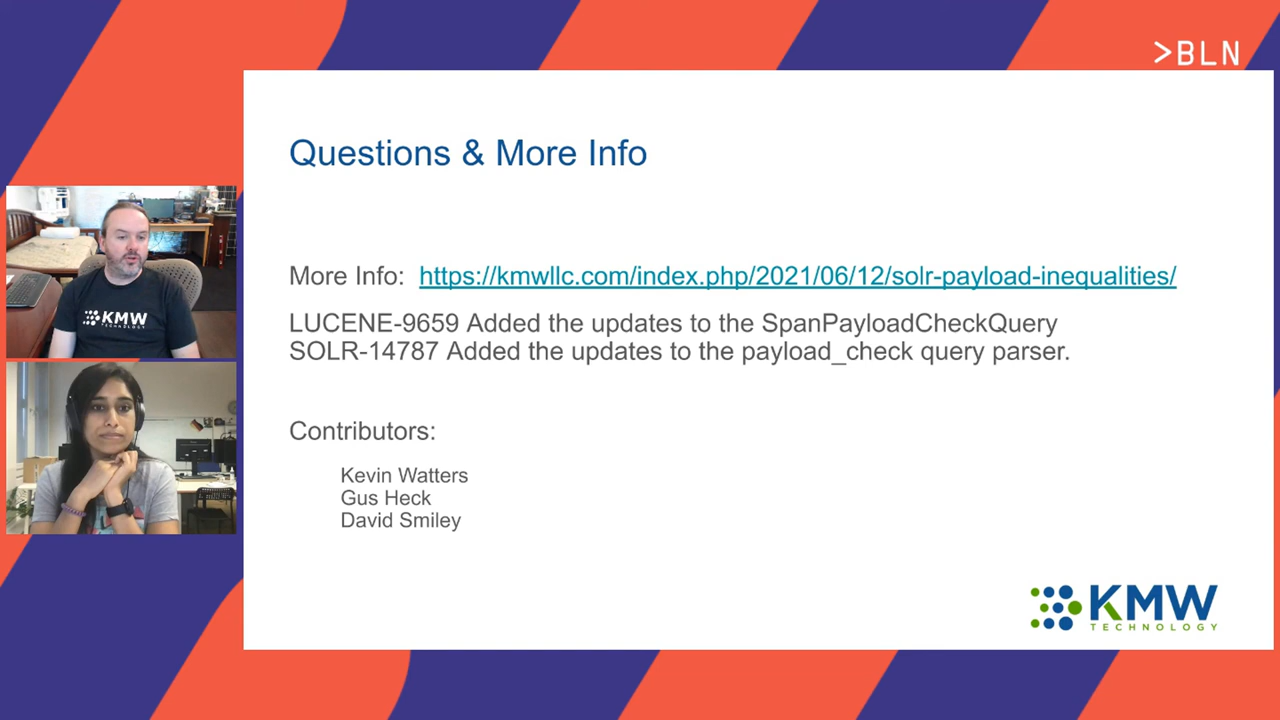 >BLN
Questions & More Info
More Info: https://kmwllc.com/index.php/2021/06/12/solr-payload-inequalities/
LUCENE-9659 Added the updates to the SpanPayloadCheckQuery
SOLR-14787 Added the updates to the payload_check query parser.
Contributors:
Kevin Watters
Gus Heck
David Smiley
KMW
TECHNOLOGY
KMW
TECHNOLOGY